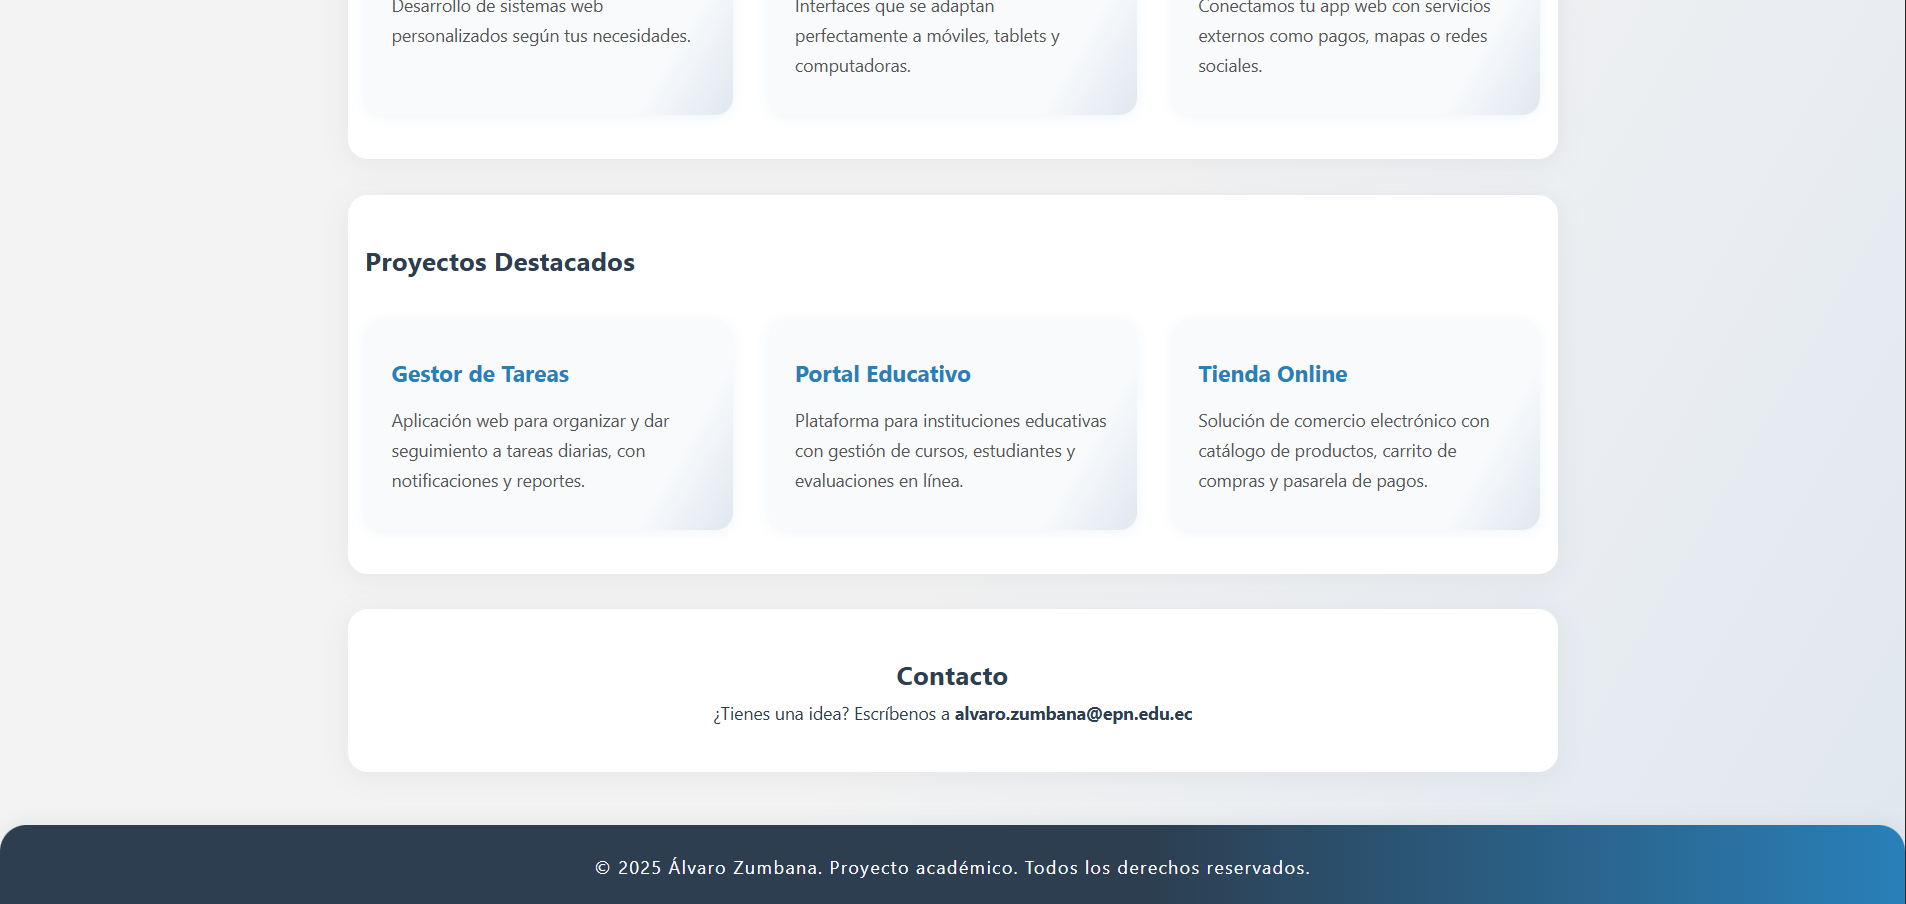 Desarrollo de sistemas web
personalizados según tus necesidades.
Interfaces que se adaptan
perfectamente a móviles, tablets y
computadoras.
Conectamos tu app web con servicios
externos como pagos, mapas o redes
sociales.
Proyectos Destacados
Gestor de Tareas
Aplicación web para organizar y dar
seguimiento a tareas diarias, con
notificaciones y reportes.
Portal Educativo
Plataforma para instituciones educativas
con gestión de cursos, estudiantes y
evaluaciones en línea.
Tienda Online
Solución de comercio electrónico con
catálogo de productos, carrito de
compras y pasarela de pagos.
Contacto
¿Tienes una idea? Escríbenos a alvaro.zumbana@epn.edu.ec
© 2025 Álvaro Zumbana. Proyecto académico. Todos los derechos reservados.